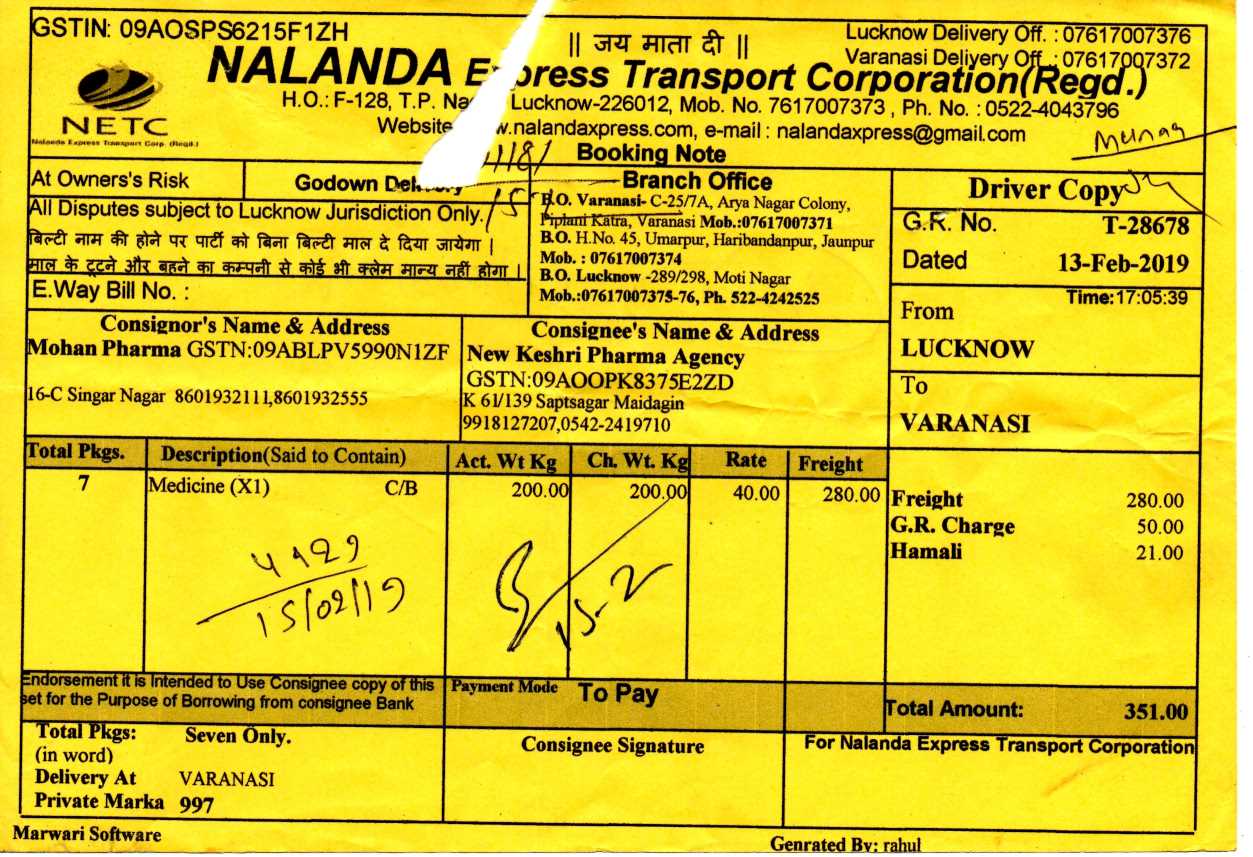 GSTIN: 09AOSPS6215F1ZH
|| जय माता दी ||
Lucknow Delivery Off. : 07617007376
Varanasi Delivery Off. : 07617007372
NALANDA Express Transport Corporation(Regd.)
H.O.: F-128, T.P. Lucknow-226012, Mob. No. 7617007373 , Ph. No. : 0522-4043796
Website w.nalandaxpress.com, e-mail : nalandaxpress@gmail.com
NETC
Nalanda Express Transport Corp. (Regd.)
Booking Note
At Owners's Risk
Godown Delivery
All Disputes subject to Lucknow Jurisdiction Only.
बिल्टी नाम की होने पर पार्टी को बिना बिल्टी माल दे दिया जायेगा |
माल के टूटने और बहने का कम्पनी से कोई भी क्लेम मान्य नहीं होगा |
E.Way Bill No. :
Branch Office
B.O. Varanasi- C-25/7A, Arya Nagar Colony,
Piplani Katra, Varanasi Mob.:07617007371
B.O. H.No. 45, Umarpur, Haribandanpur, Jaunpur
Mob. : 07617007374
B.O. Lucknow -289/298, Moti Nagar
Mob.:07617007375-76, Ph. 522-4242525
Driver Copy
G.R. No. T-28678
Dated 13-Feb-2019
Time:17:05:39
From
LUCKNOW
To
VARANASI
Consignor's Name & Address
Mohan Pharma GSTN:09ABLPV5990N1ZF
16-C Singar Nagar 8601932111,8601932555
Consignee's Name & Address
New Keshri Pharma Agency
GSTN:09AOOPK8375E2ZD
K 61/139 Saptsagar Maidagin
9918127207,0542-2419710
Total Pkgs. Description(Said to Contain) Act. Wt Kg Ch. Wt. Kg Rate Freight
7 Medicine (X1) C/B 200.00 200.00 40.00 280.00
Freight 280.00
G.R. Charge 50.00
Hamali 21.00
15/02/19
15-2
Endorsement it is Intended to Use Consignee copy of this
set for the Purpose of Borrowing from consignee Bank
Payment Mode To Pay
Total Amount: 351.00
Total Pkgs: Seven Only.
(in word)
Delivery At VARANASI
Private Marka 997
Consignee Signature
For Nalanda Express Transport Corporation
Marwari Software
Genrated By: rahul